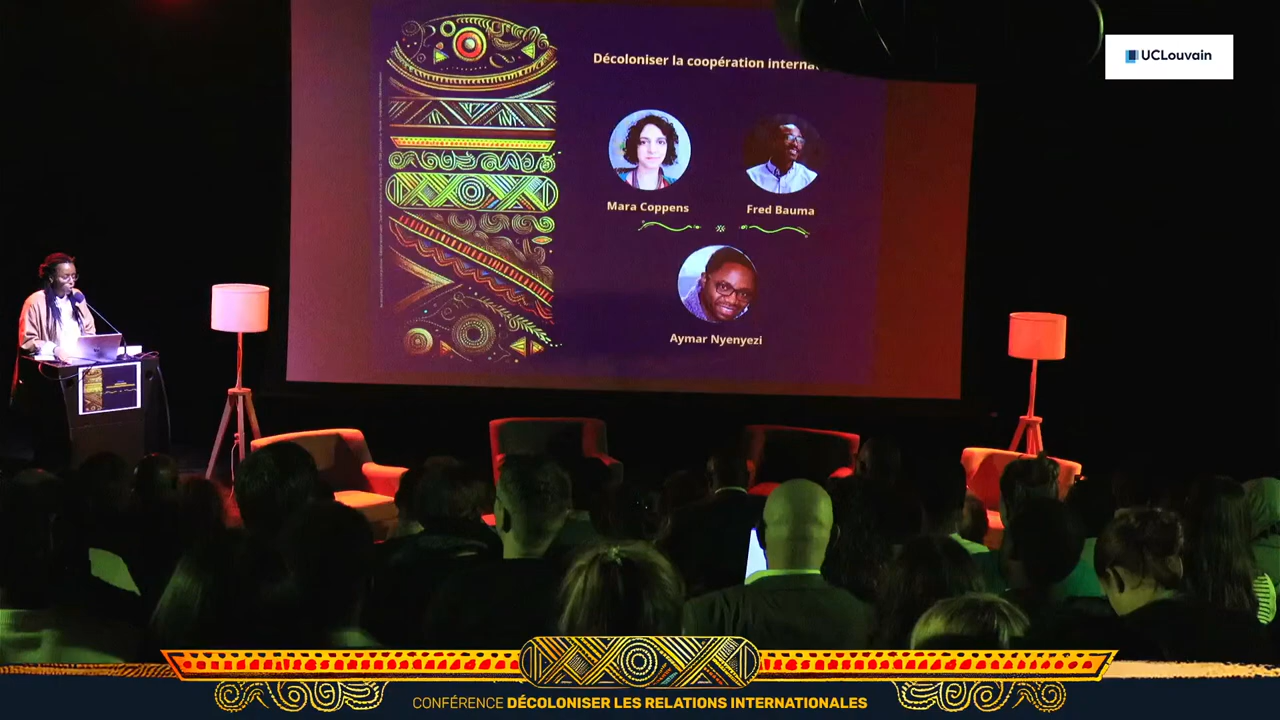 UCLouvain
Décoloniser la coopération interna
Mara Coppens
Fred Bauma
Aymar Nyenyezi
CONFÉRENCE DÉCOLONISER LES RELATIONS INTERNATIONALES